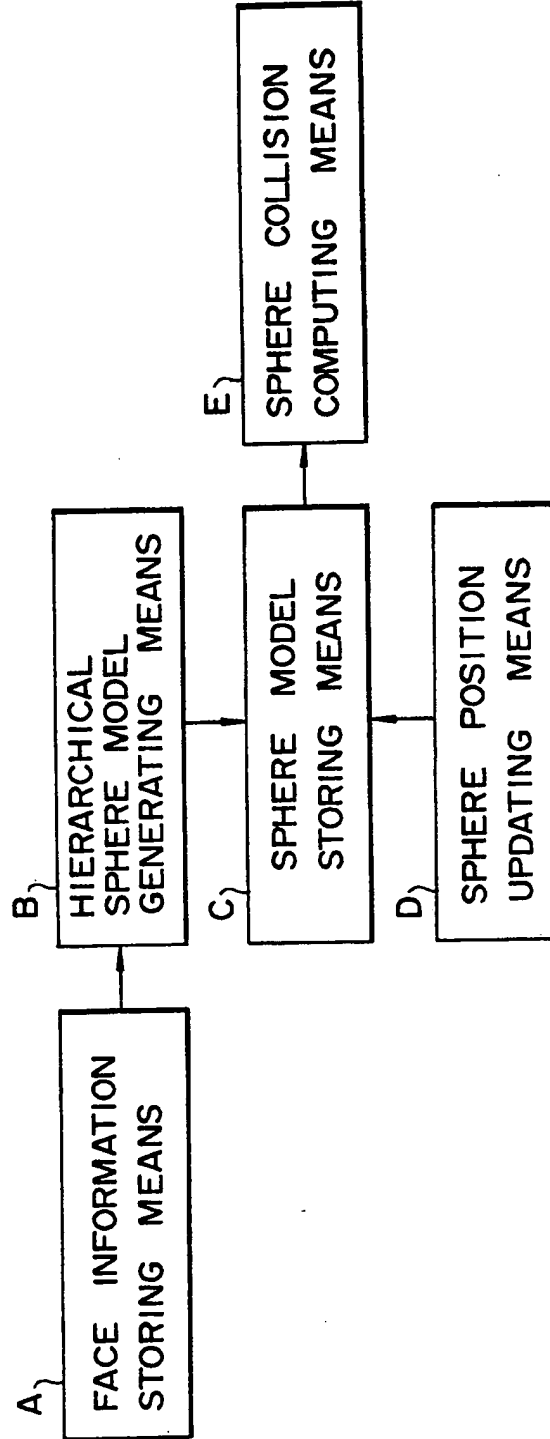 A
FACE INFORMATION
STORING MEANS
B
HIERARCHICAL
SPHERE MODEL
GENERATING MEANS
C
SPHERE MODEL
STORING MEANS
D
SPHERE POSITION
UPDATING MEANS
E
SPHERE COLLISION
COMPUTING MEANS